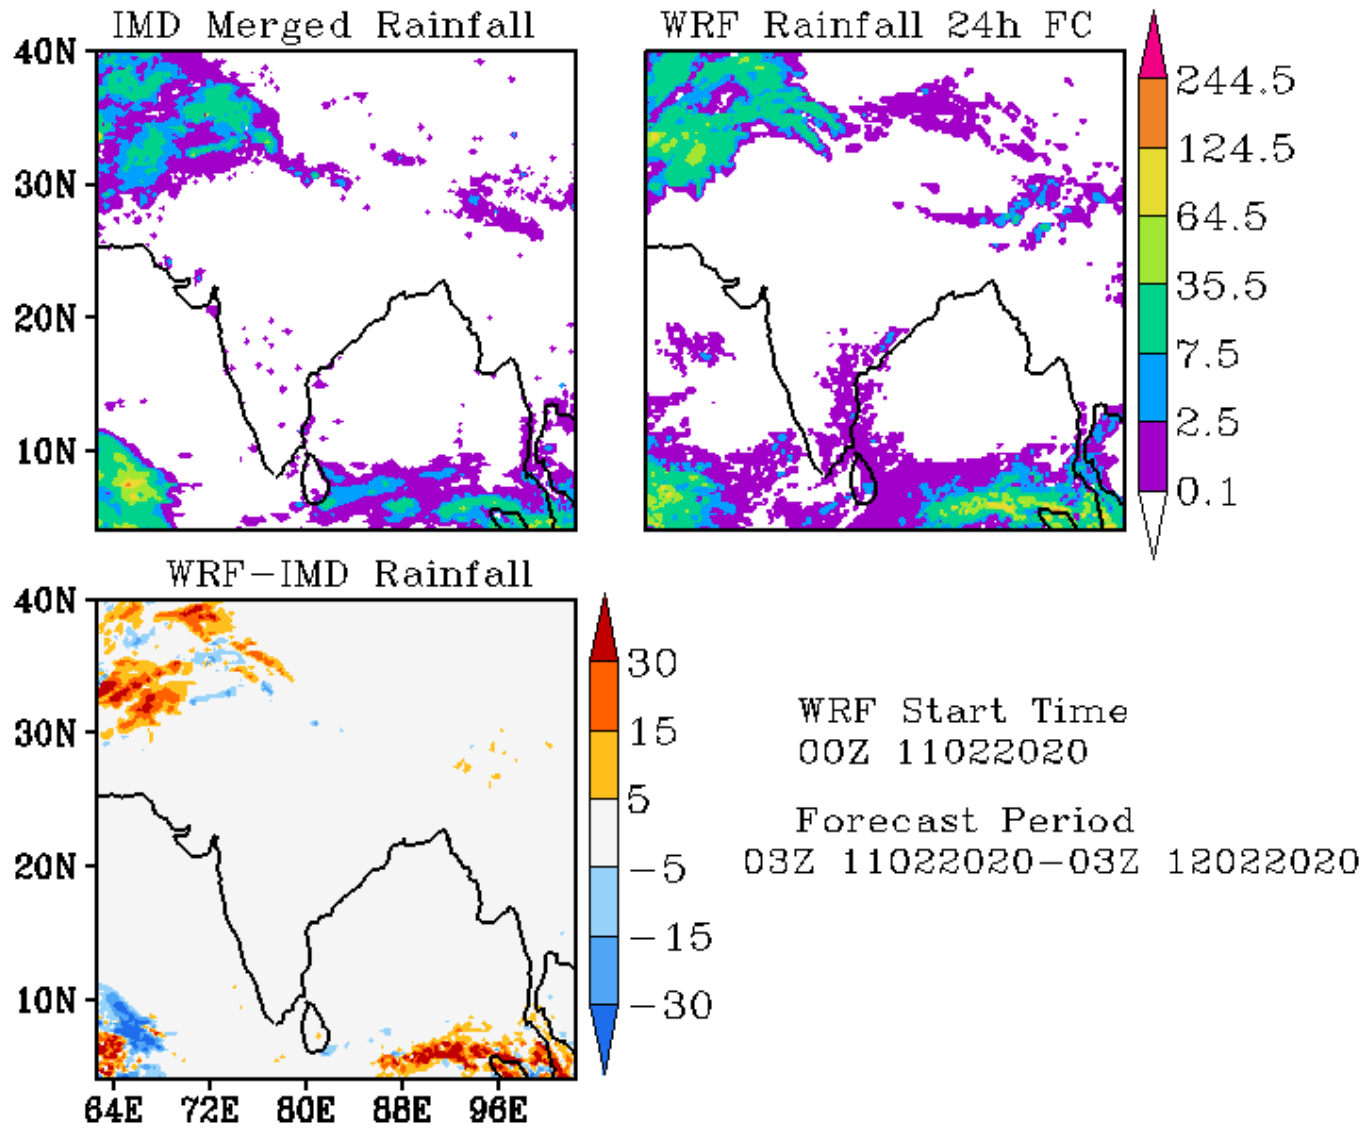 IMD Merged Rainfall
WRF Rainfall 24h FC
40N
30N
20N
10N
244.5
124.5
64.5
35.5
7.5
2.5
0.1
WRF-IMD Rainfall
40N
30N
20N
10N
64E 72E 80E 88E 96E
30
15
5
-5
-15
-30
WRF Start Time
00Z 11022020
Forecast Period
03Z 11022020-03Z 12022020